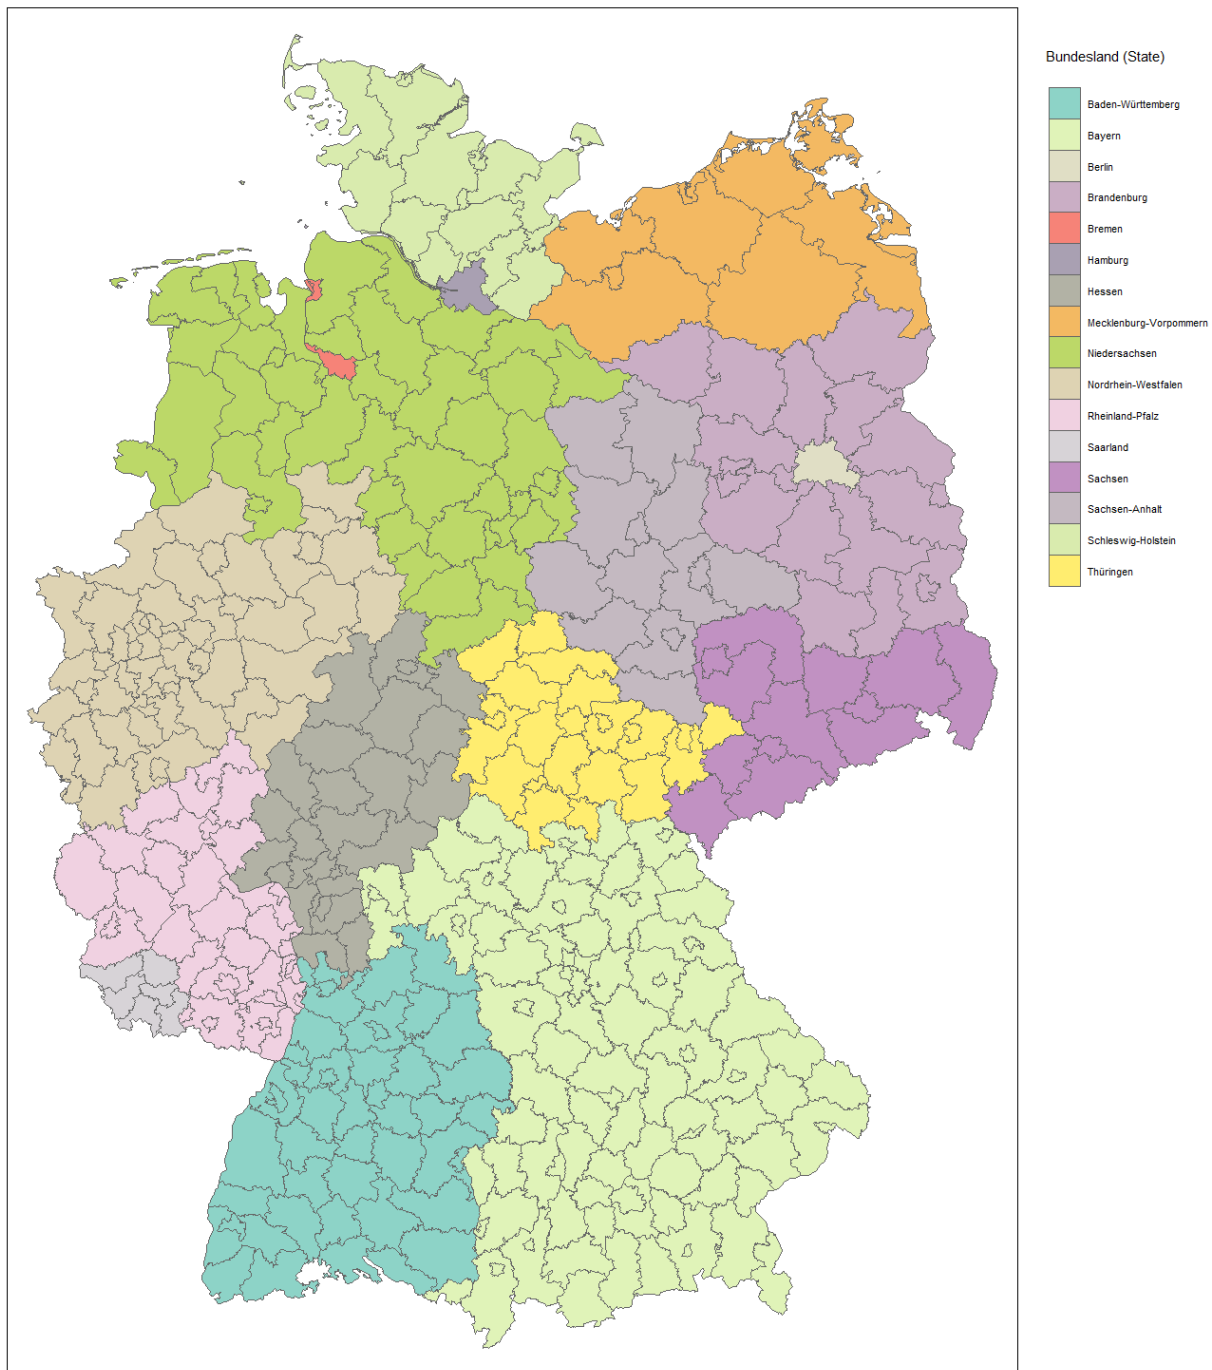 Bundesland (State)
Baden-Württemberg
Bayern
Berlin
Brandenburg
Bremen
Hamburg
Hessen
Mecklenburg-Vorpommern
Niedersachsen
Nordrhein-Westfalen
Rheinland-Pfalz
Saarland
Sachsen
Sachsen-Anhalt
Schleswig-Holstein
Thüringen